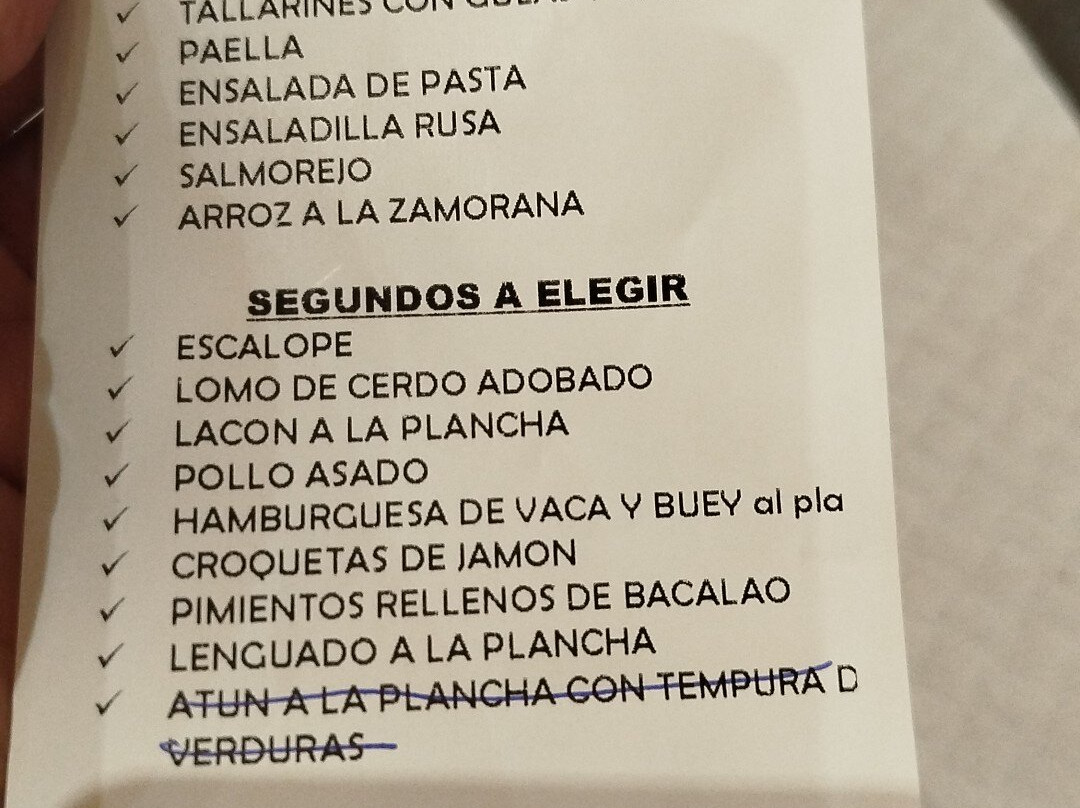 TALLARINES CON
PAELLA
ENSALADA DE PASTA
ENSALADILLA RUSA
SALMOREJO
ARROZ A LA ZAMORANA
SEGUNDOS A ELEGIR
ESCALOPE
LOMO DE CERDO ADOBADO
LACON A LA PLANCHA
POLLO ASADO
HAMBURGUESA DE VACA Y BUEY al pla
CROQUETAS DE JAMON
PIMIENTOS RELLENOS DE BACALAO
LENGUADO A LA PLANCHA
ATUN A LA PLANCHA CON TEMPURA D
VERDURAS